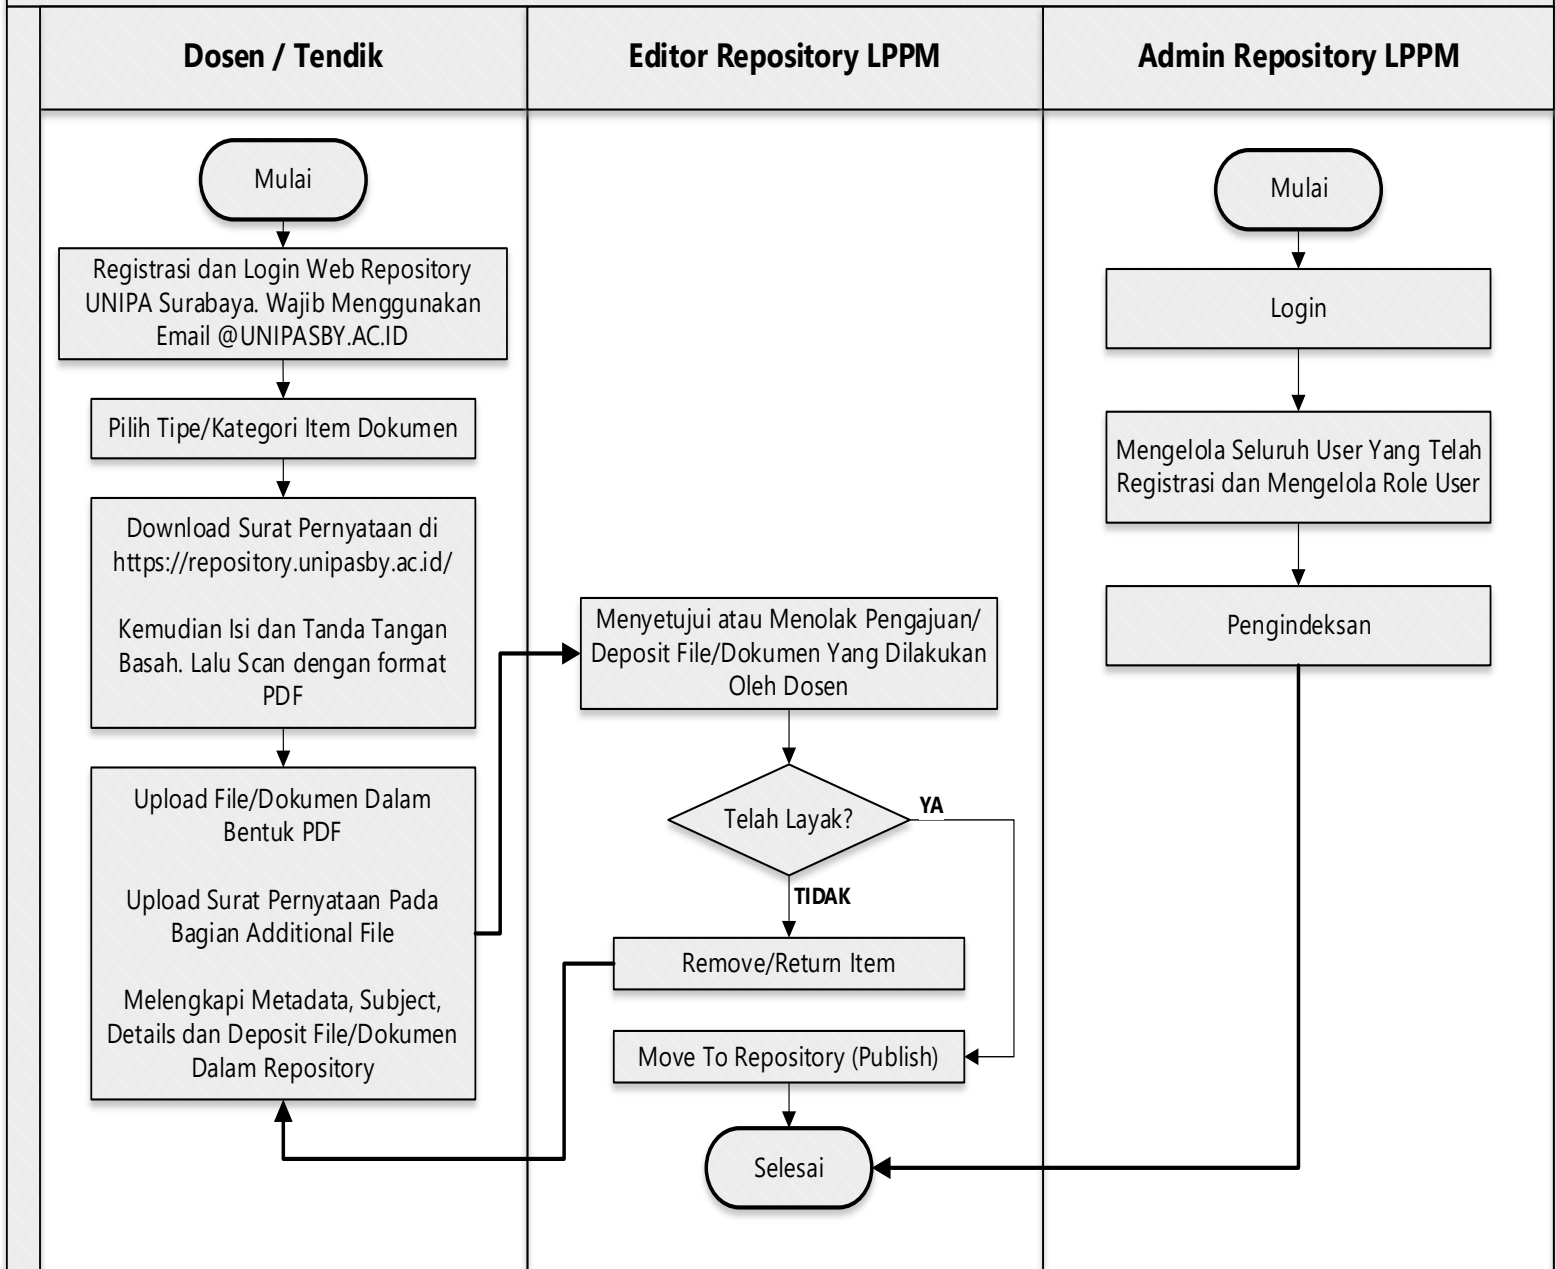 Dosen / Tendik
Editor Repository LPPM
Admin Repository LPPM
Mulai
Registrasi dan Login Web Repository
UNIPA Surabaya. Wajib Menggunakan
Email @UNIPASBY.AC.ID
Pilih Tipe/Kategori Item Dokumen
Download Surat Pernyataan di
https://repository.unipasby.ac.id/
Kemudian Isi dan Tanda Tangan
Basah. Lalu Scan dengan format
PDF
Upload File/Dokumen Dalam
Bentuk PDF
Upload Surat Pernyataan Pada
Bagian Additional File
Melengkapi Metadata, Subject,
Details dan Deposit File/Dokumen
Dalam Repository
Menyetujui atau Menolak Pengajuan/
Deposit File/Dokumen Yang Dilakukan
Oleh Dosen
Telah Layak?
YA
TIDAK
Remove/Return Item
Move To Repository (Publish)
Selesai
Mulai
Login
Mengelola Seluruh User Yang Telah
Registrasi dan Mengelola Role User
Pengindeksan